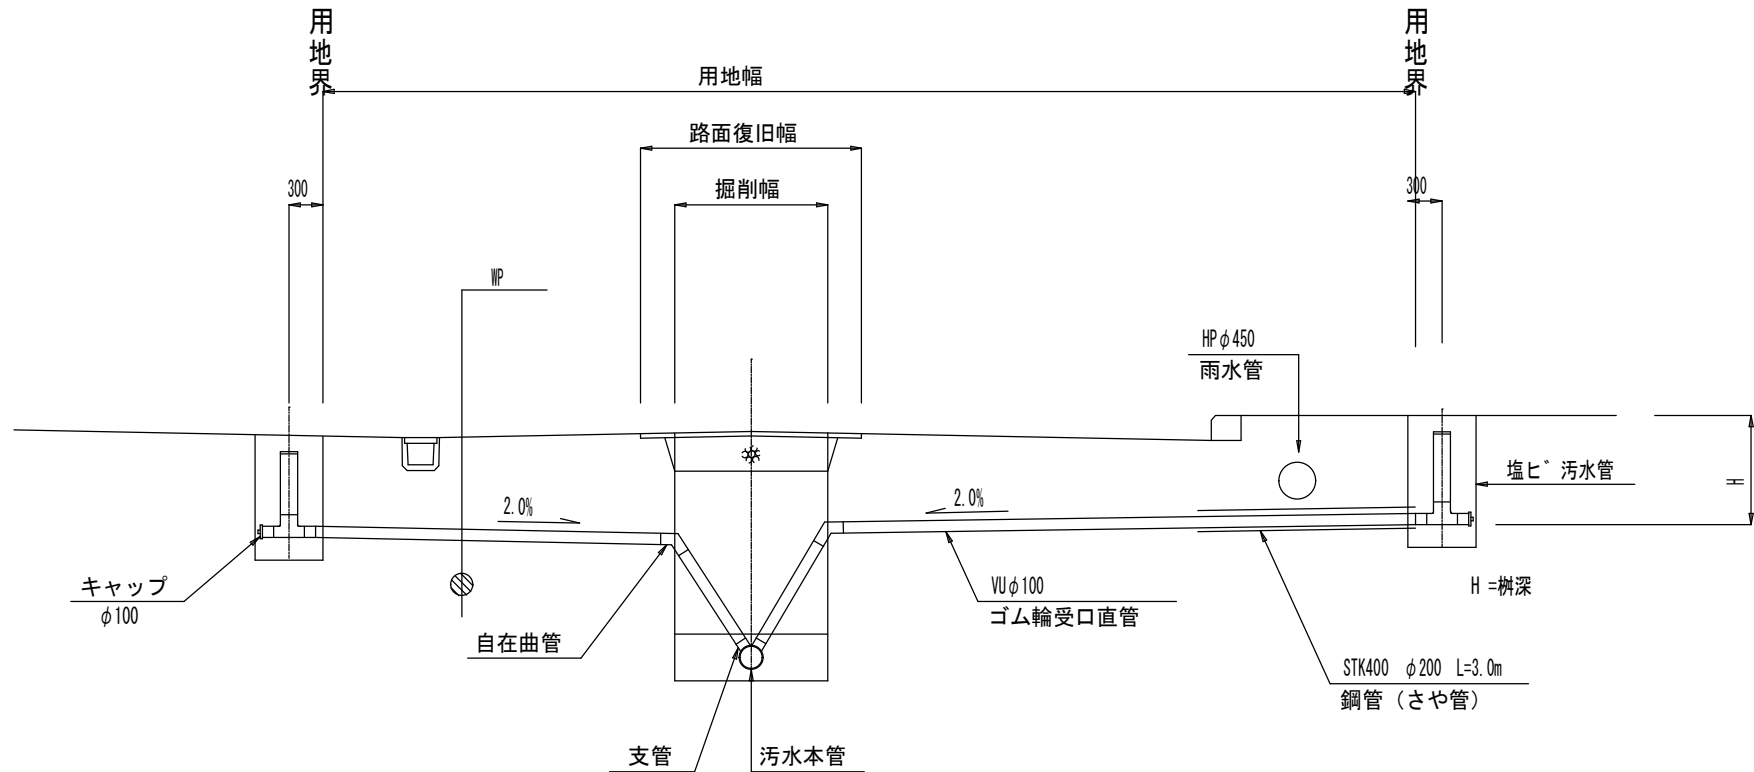 用地界
用地界
用地幅
路面復旧幅
掘削幅
300
300
WP
HPφ450
雨水管
塩ビ汚水管
H
2.0%
2.0%
キャップ
φ100
VUφ100
ゴム輪受口直管
H =桝深
自在曲管
STK400 φ200 L=3.0m
鋼管（さや管）
支管
汚水本管